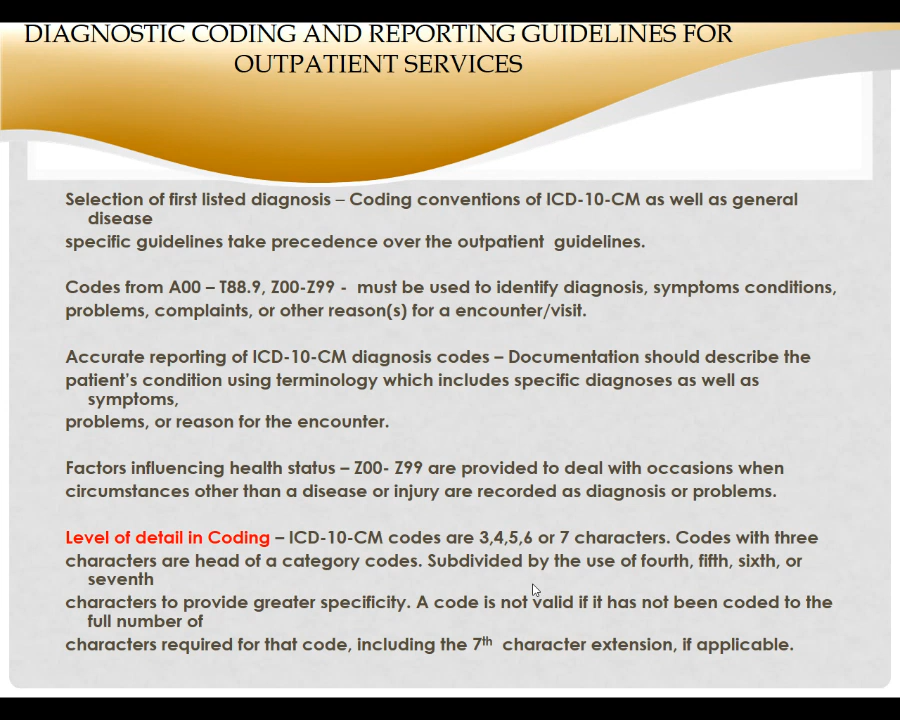 DIAGNOSTIC CODING AND REPORTING GUIDELINES FOR
OUTPATIENT SERVICES
Selection of first listed diagnosis – Coding conventions of ICD-10-CM as well as general
disease
specific guidelines take precedence over the outpatient guidelines.
Codes from A00 – T88.9, Z00-Z99 - must be used to identify diagnosis, symptoms conditions,
problems, complaints, or other reason(s) for a encounter/visit.
Accurate reporting of ICD-10-CM diagnosis codes – Documentation should describe the
patient's condition using terminology which includes specific diagnoses as well as
symptoms,
problems, or reason for the encounter.
Factors influencing health status – Z00- Z99 are provided to deal with occasions when
circumstances other than a disease or injury are recorded as diagnosis or problems.
Level of detail in Coding – ICD-10-CM codes are 3,4,5,6 or 7 characters. Codes with three
characters are head of a category codes. Subdivided by the use of fourth, fifth, sixth, or
seventh
characters to provide greater specificity. A code is not valid if it has not been coded to the
full number of
characters required for that code, including the 7th character extension, if applicable.